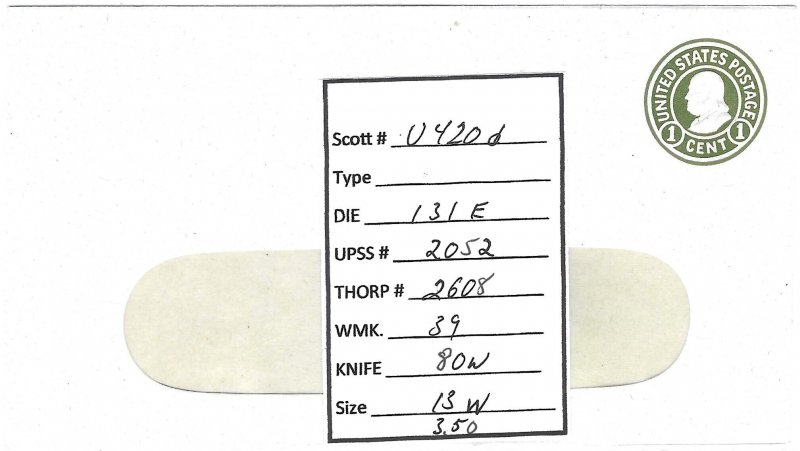 UNITED STATES POSTAGE
1 CENT 1
Scott # U420d
Type
DIE 131E
UPSS # 2052
THORP # 2608
WMK. 39
KNIFE 80W
Size 13 W
3.50